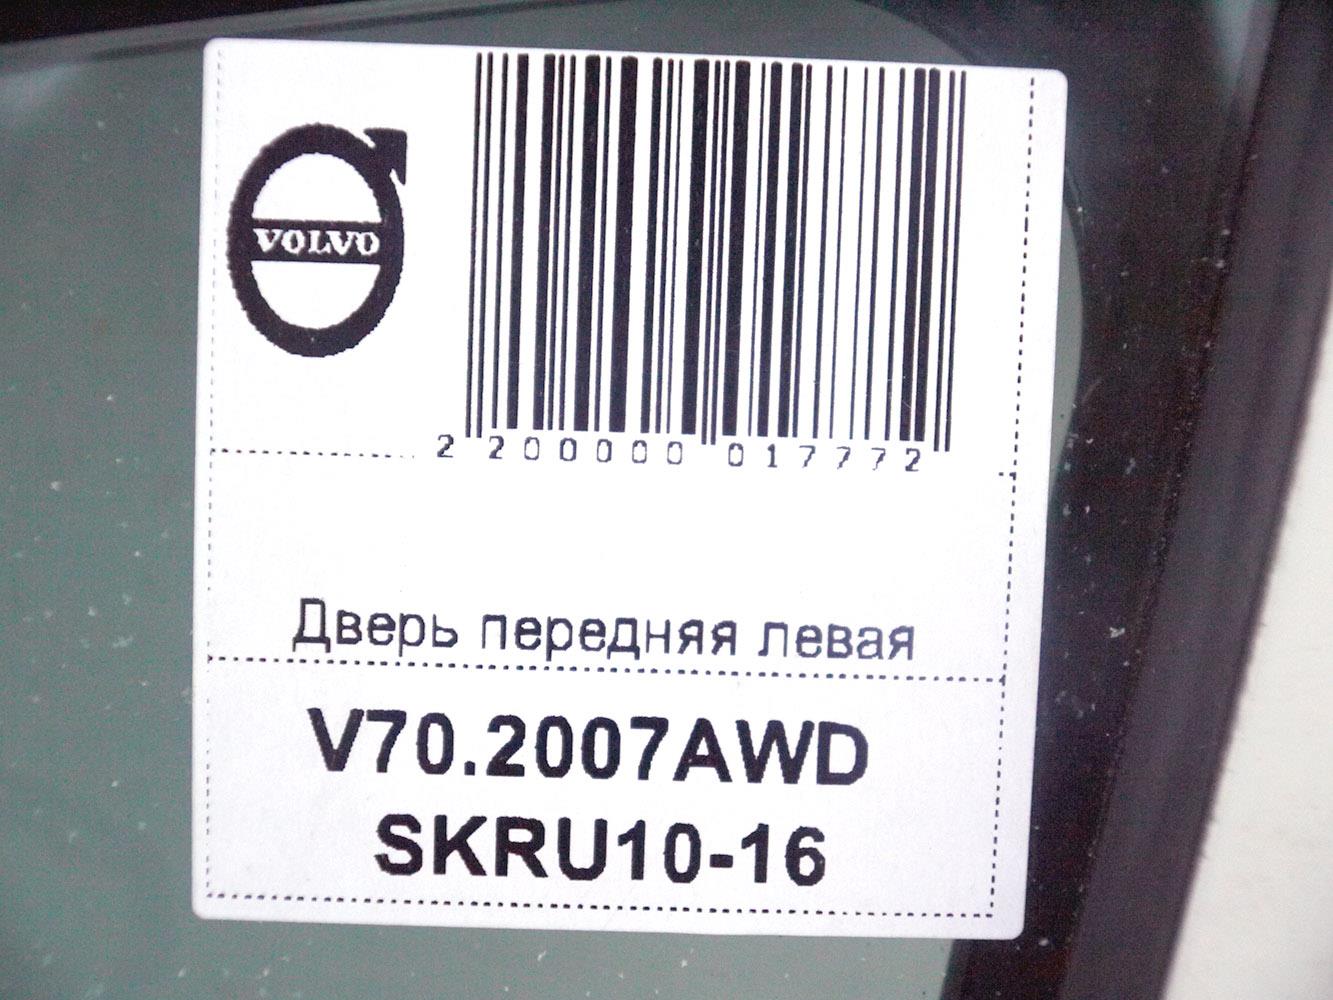 VOLVO
2 200000 017772
Дверь передняя левая
V70.2007AWD
SKRU10-16